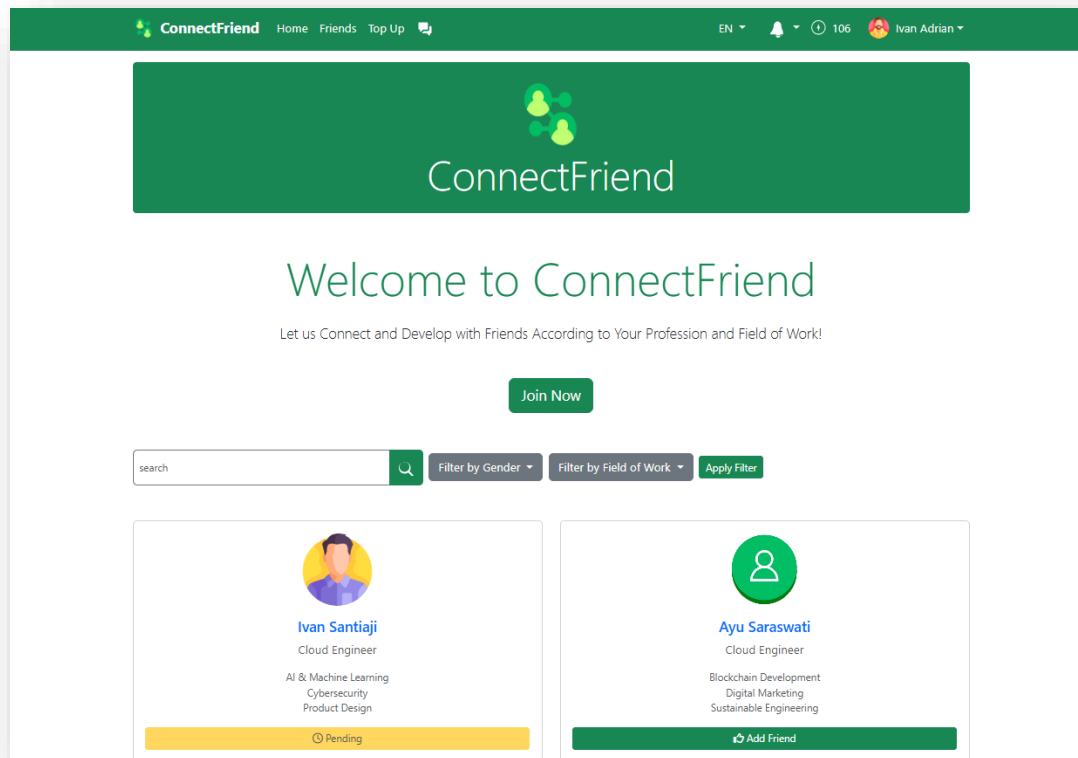 ConnectFriend Home Friends Top Up EN 106 Ivan Adrian
ConnectFriend
Welcome to ConnectFriend
Let us Connect and Develop with Friends According to Your Profession and Field of Work!
Join Now
search Filter by Gender Filter by Field of Work Apply Filter
Ivan Santiaji
Cloud Engineer
AI & Machine Learning
Cybersecurity
Product Design
Pending
Ayu Saraswati
Cloud Engineer
Blockchain Development
Digital Marketing
Sustainable Engineering
Add Friend